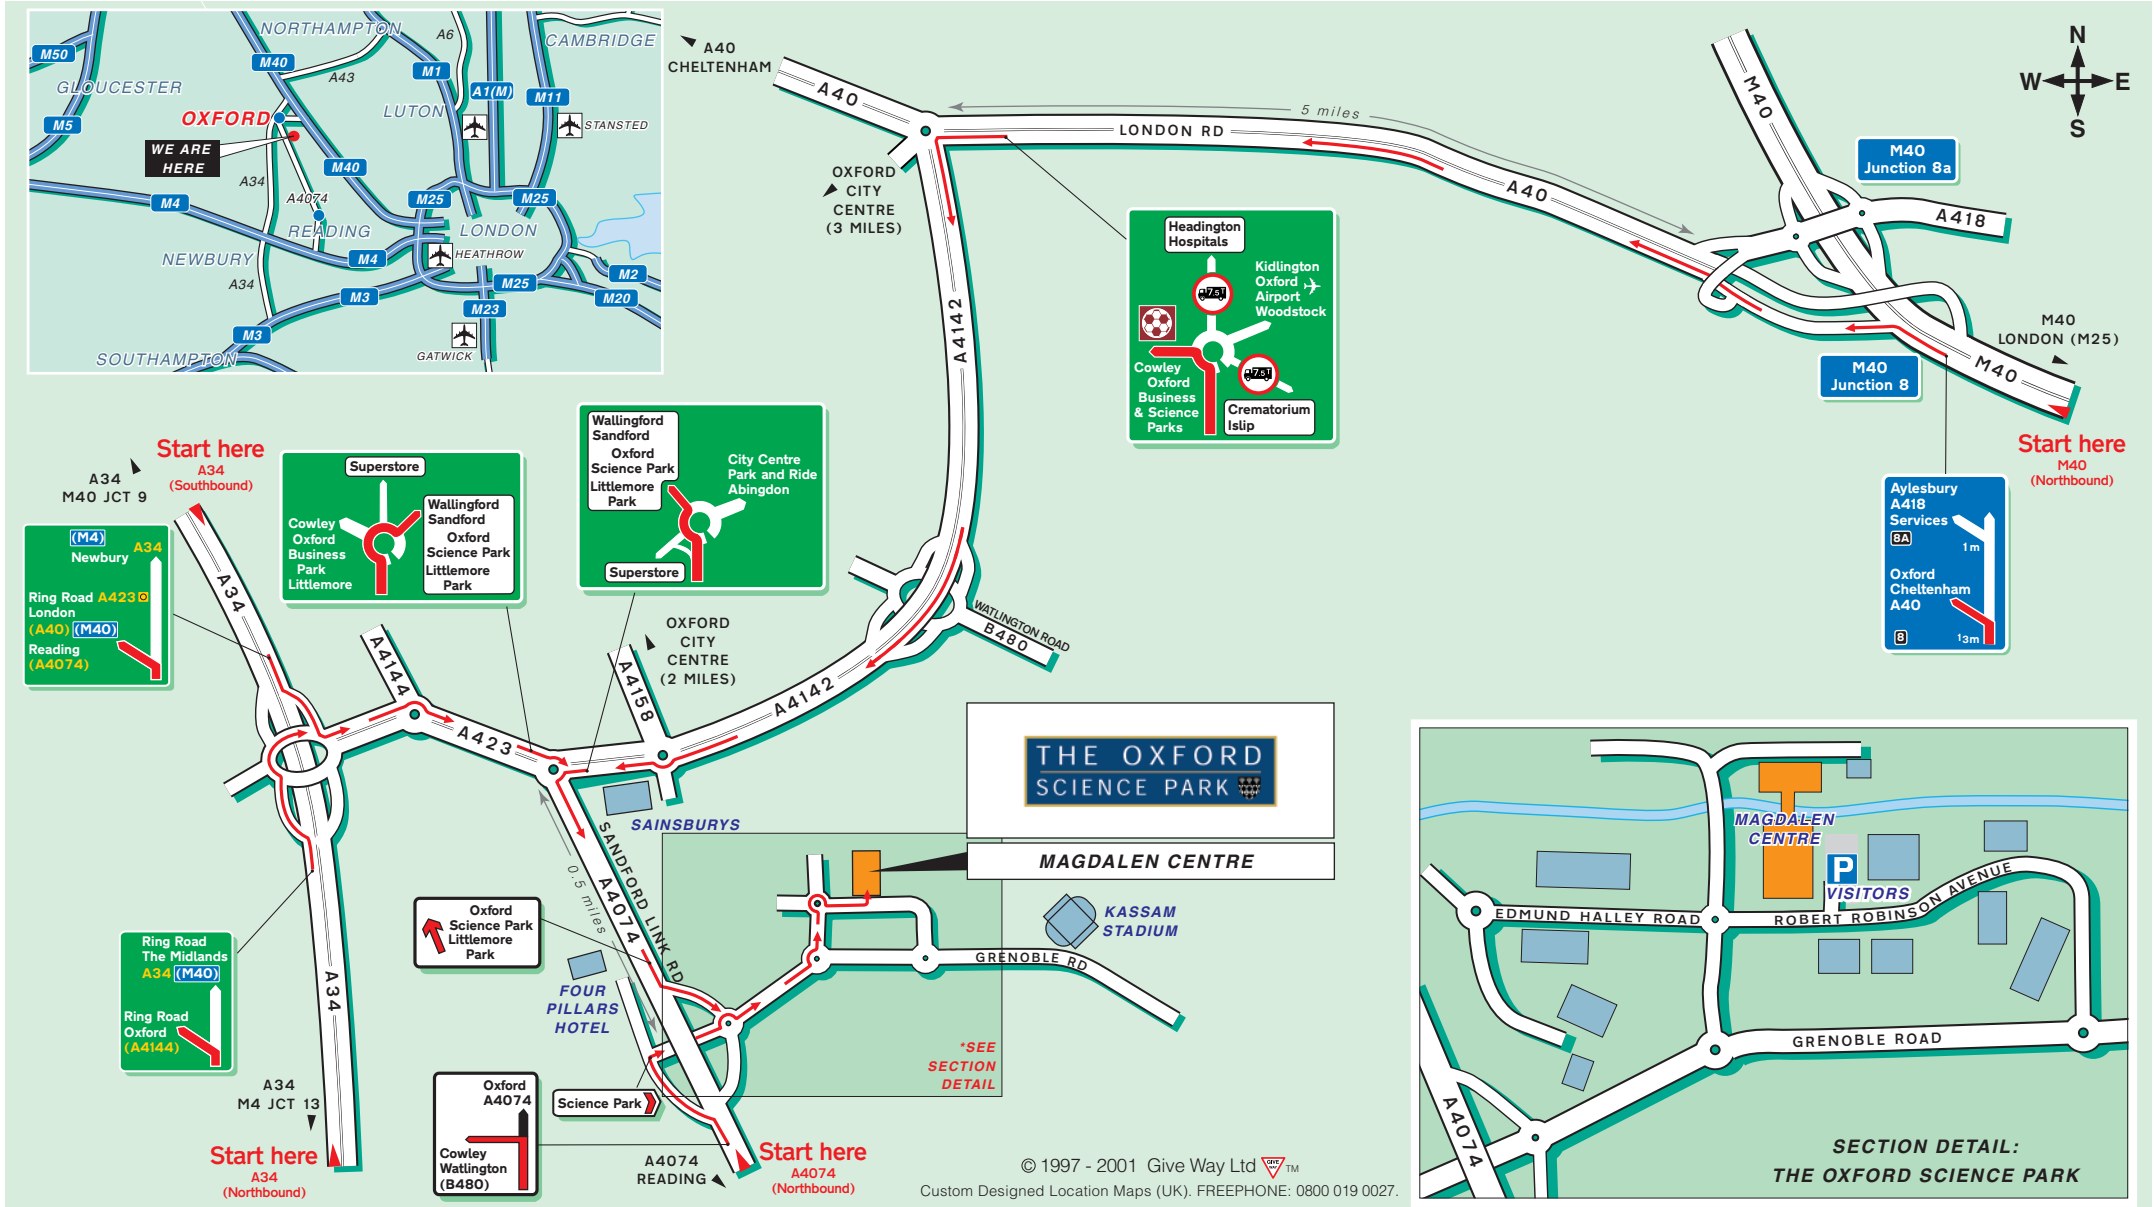 NORTHAMPTON
A6
CAMBRIDGE
M50
M40
A43
M1
GLOUCESTER
A1(M)
M11
OXFORD
LUTON
M5
STANSTED
WE ARE
HERE
M40
A34
A4074
M4
M25
M25
READING
LONDON
NEWBURY
M4
HEATHROW
A34
M3
M25
M2
M20
M23
M3
GATWICK
SOUTHAMPTON
A40
CHELTENHAM
A40
5 miles
LONDON RD
A40
OXFORD
CITY
CENTRE
(3 MILES)
A4142
Headington
Hospitals
7.5T
Kidlington
Oxford
Airport
Woodstock
7.5T
Cowley
Oxford
Business
& Science
Parks
Crematorium
Islip
N
W
E
S
M40
M40
Junction 8a
A418
M40
LONDON (M25)
M40
Junction 8
M40
Start here
M40
(Northbound)
Aylesbury
A418
Services
8A
1m
Oxford
Cheltenham
A40
8
13m
Start here
A34
(Southbound)
A34
M40 JCT 9
(M4)
Newbury
A34
Ring Road A423
London
(A40) (M40)
Reading
(A4074)
A34
Superstore
Cowley
Oxford
Business
Park
Littlemore
Wallingford
Sandford
Oxford
Science Park
Littlemore
Park
Wallingford
Sandford
Oxford
Science Park
Littlemore
Park
City Centre
Park and Ride
Abingdon
Superstore
A4144
A423
OXFORD
CITY
CENTRE
(2 MILES)
A4158
A4142
WATLINGTON ROAD
B480
SAINSBURYS
SANDFORD LINK RD
A4074
0.5 miles
Oxford
Science Park
Littlemore
Park
FOUR
PILLARS
HOTEL
THE OXFORD
SCIENCE PARK
MAGDALEN CENTRE
KASSAM
STADIUM
GRENOBLE RD
*SEE
SECTION
DETAIL
Ring Road
The Midlands
A34 (M40)
Ring Road
Oxford
(A4144)
A34
A34
M4 JCT 13
Start here
A34
(Northbound)
Oxford
A4074
Cowley
Watlington
(B480)
Science Park
A4074
READING
Start here
A4074
(Northbound)
© 1997 - 2001 Give Way Ltd GIVE WAY TM
Custom Designed Location Maps (UK). FREEPHONE: 0800 019 0027.
MAGDALEN
CENTRE
P
VISITORS
EDMUND HALLEY ROAD
ROBERT ROBINSON AVENUE
GRENOBLE ROAD
A4074
SECTION DETAIL:
THE OXFORD SCIENCE PARK